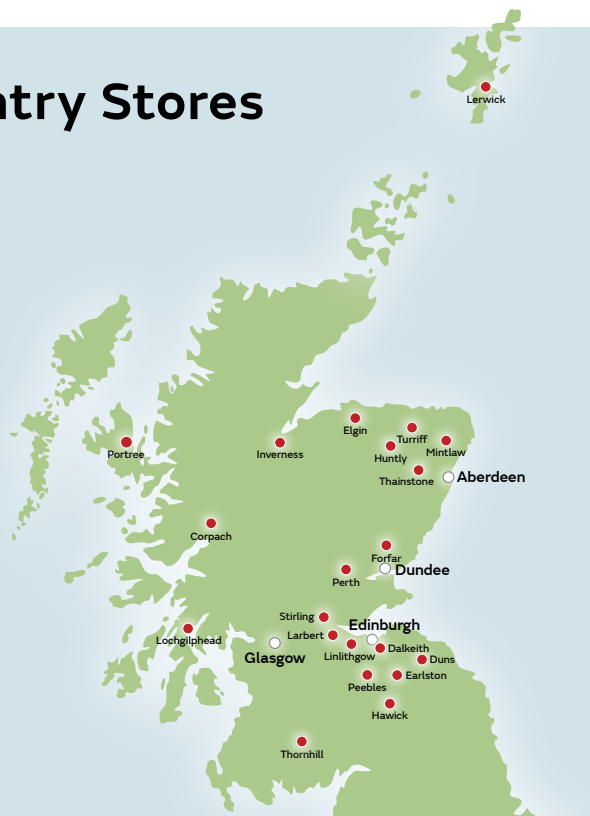 ntry Stores
Lerwick
Elgin
Turriff
Portree
Inverness
Huntly
Mintlaw
Thainstone
Aberdeen
Corpach
Forfar
Dundee
Perth
Stirling
Edinburgh
Larbert
Lochgilphead
Dalkeith
Linlithgow
Glasgow
Duns
Earlston
Peebles
Hawick
Thornhill